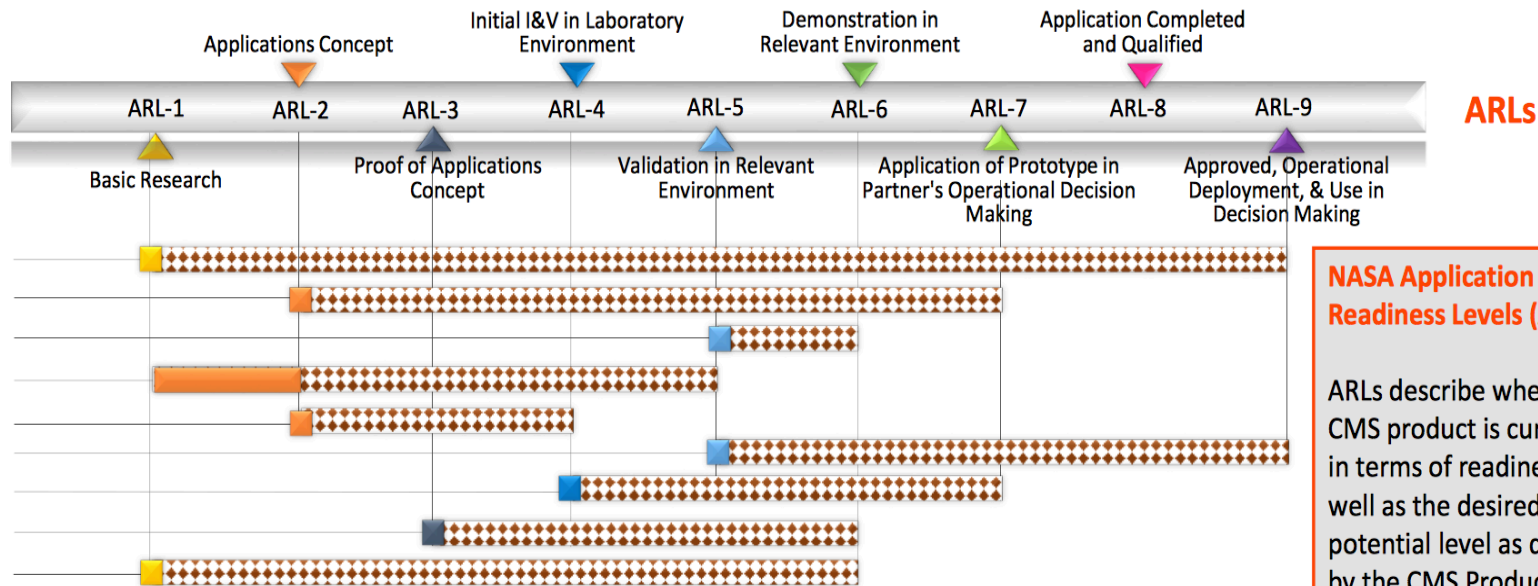 Applications Concept
Initial I&V in Laboratory
Environment
Demonstration in
Relevant Environment
Application Completed
and Qualified
ARL-1
ARL-2
ARL-3
ARL-4
ARL-5
ARL-6
ARL-7
ARL-8
ARL-9
ARLs
Basic Research
Proof of Applications
Concept
Validation in Relevant
Environment
Application of Prototype in
Partner's Operational Decision
Making
Approved, Operational
Deployment, & Use in
Decision Making
NASA Application
Readiness Levels (
ARLs describe whe
CMS product is cur
in terms of readine
well as the desired
potential level as d
by the CMS Produ